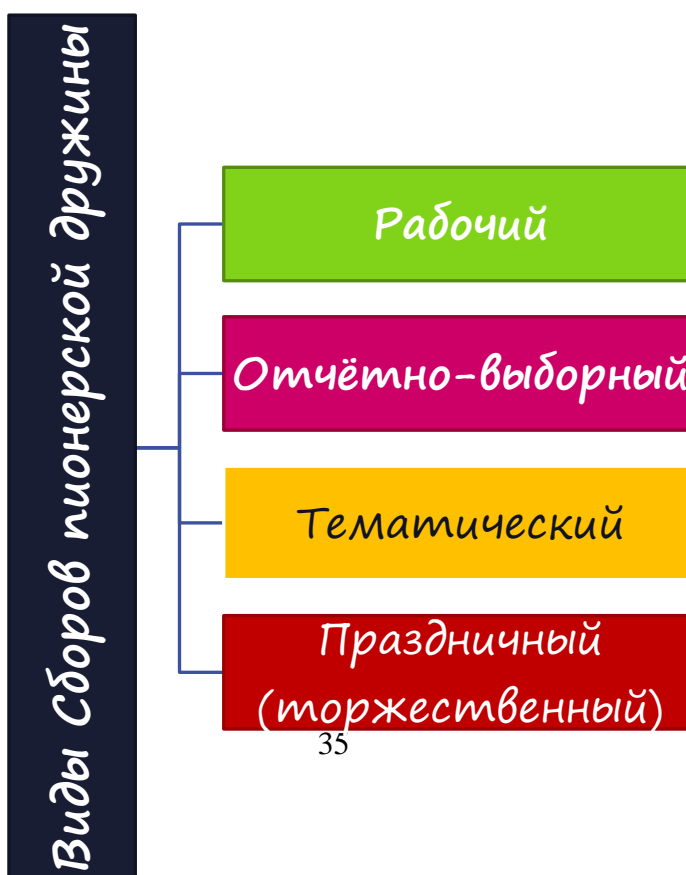 Виды Сборов пионерской дружины
Рабочий
Отчётно-выборный
Тематический
Праздничный
(торжественный)
35